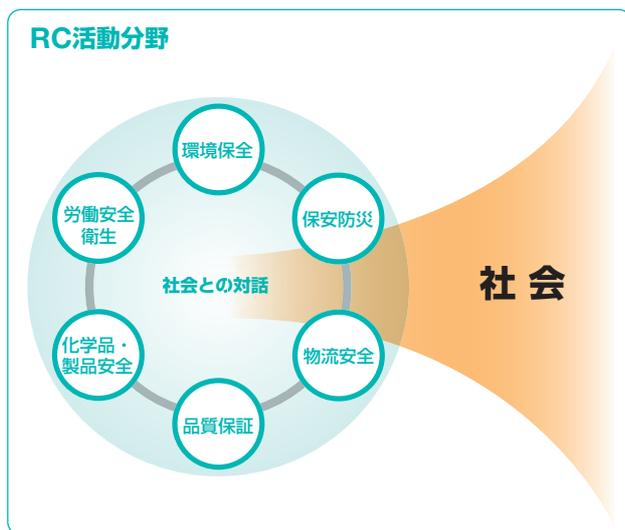 RC活動分野
環境保全
労働安全
衛生
保安防災
社会との対話
社 会
化学品・
製品安全
物流安全
品質保証